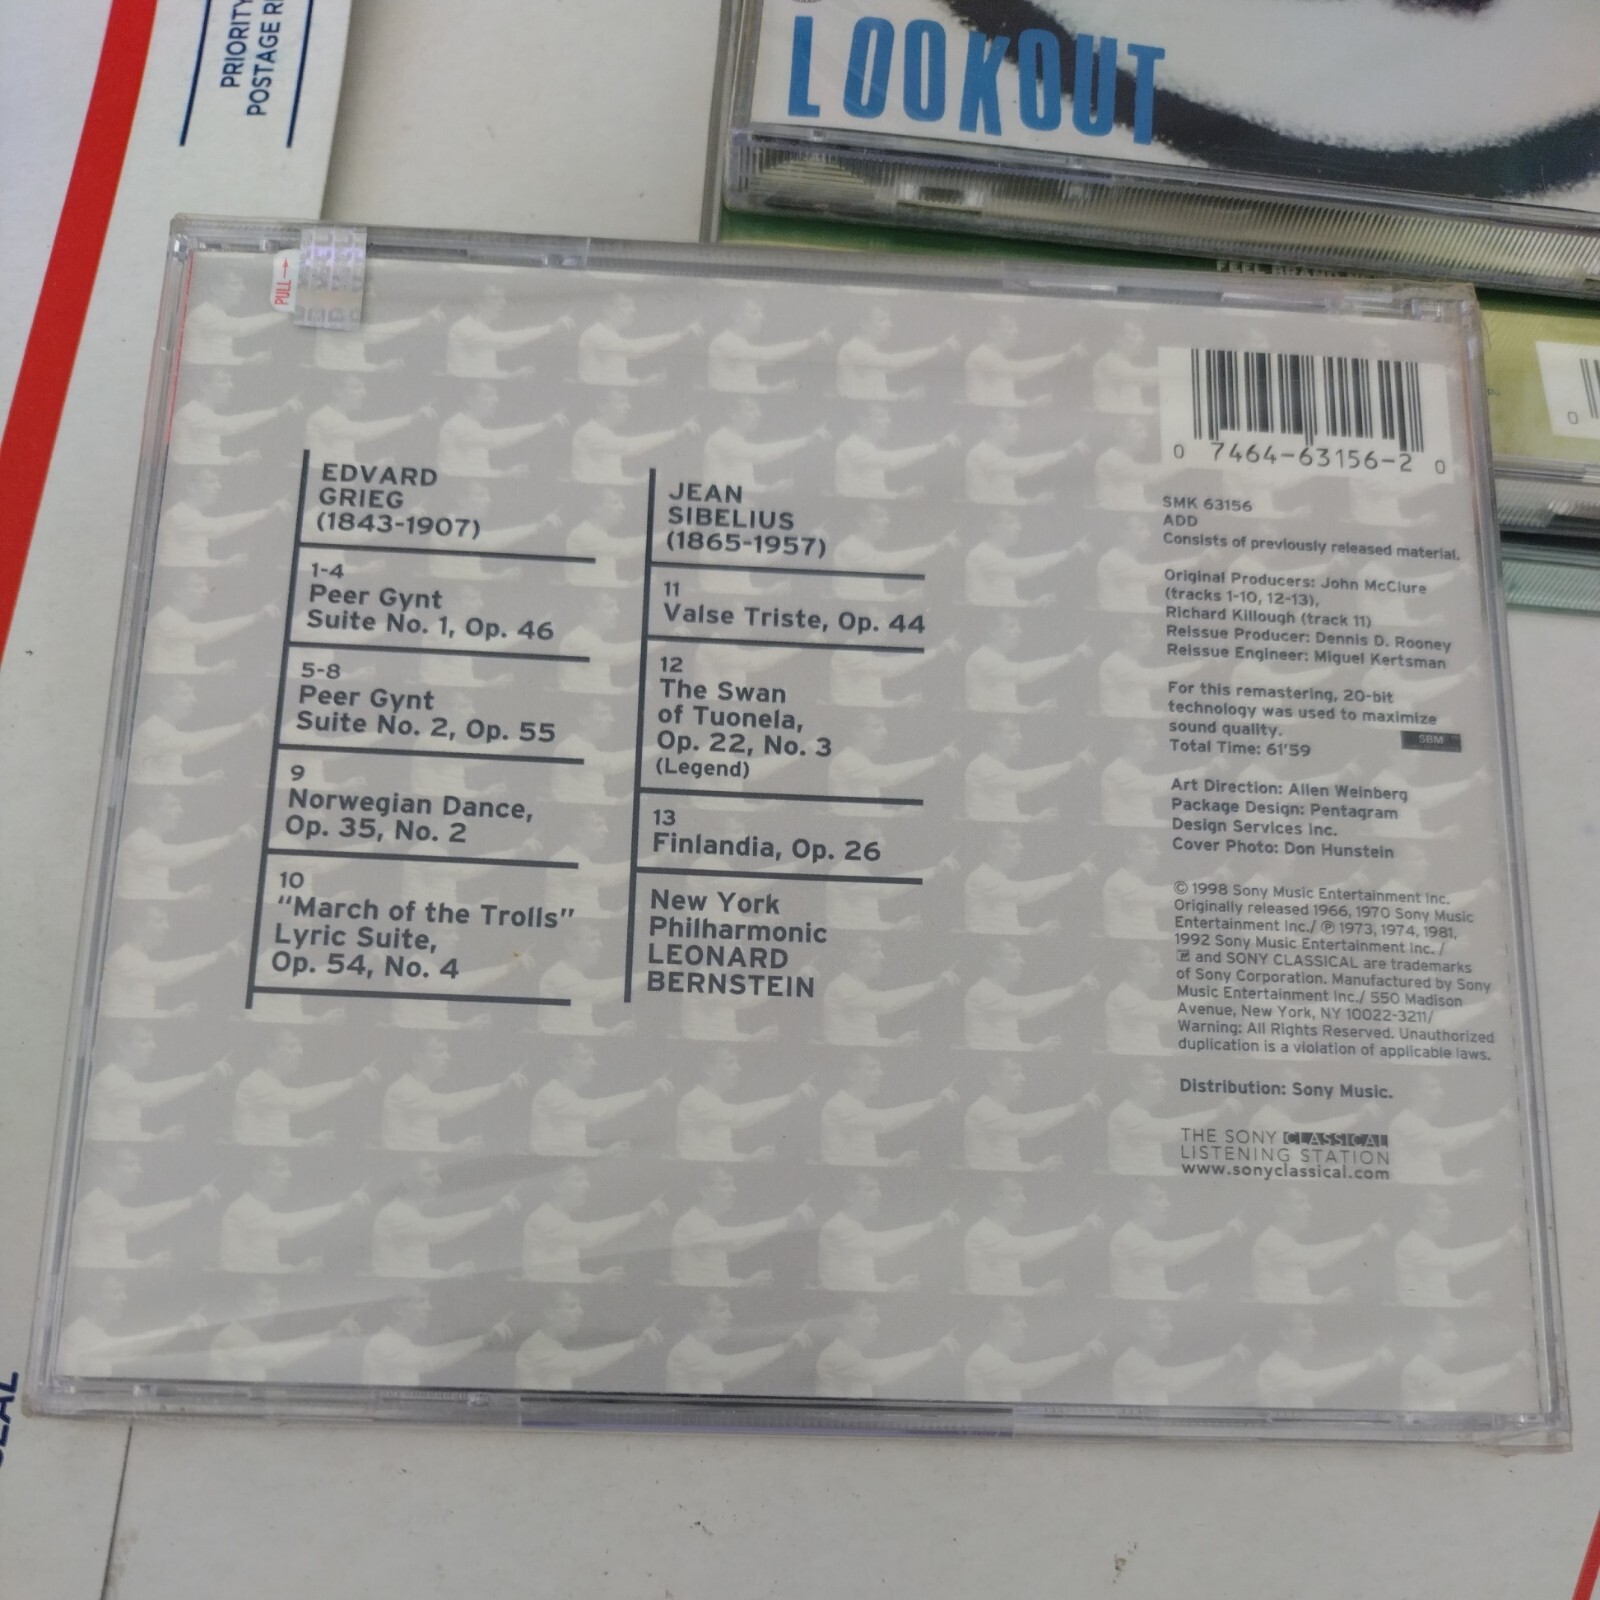 PRIORITY
POSTAGE
LOOKOUT
PULL→
EDVARD
GRIEG
(1843-1907)
1-4
Peer Gynt
Suite No. 1, Op. 46
5-8
Peer Gynt
Suite No. 2, Op. 55
9
Norwegian Dance,
Op. 35, No. 2
10
"March of the Trolls"
Lyric Suite,
Op. 54, No. 4
JEAN
SIBELIUS
(1865-1957)
11
Valse Triste, Op. 44
12
The Swan
of Tuonela,
Op. 22, No. 3
(Legend)
13
Finlandia, Op. 26
New York
Philharmonic
LEONARD
BERNSTEIN
0 7464-63156-2 0
SMK 63156
ADD
Consists of previously released material.
Original Producers: John McClure
(tracks 1-10, 12-13),
Richard Killough (track 11)
Reissue Producer: Dennis D. Rooney
Reissue Engineer: Miguel Kertsman
For this remastering, 20-bit
technology was used to maximize
sound quality.
SBM
Total Time: 61'59
Art Direction: Allen Weinberg
Package Design: Pentagram
Design Services Inc.
Cover Photo: Don Hunstein
© 1998 Sony Music Entertainment Inc.
Originally released 1966, 1970 Sony Music
Entertainment Inc./ ℗ 1973, 1974, 1981,
1992 Sony Music Entertainment Inc. /
and SONY CLASSICAL are trademarks
of Sony Corporation. Manufactured by Sony
Music Entertainment Inc./ 550 Madison
Avenue, New York, NY 10022-3211/
Warning: All Rights Reserved. Unauthorized
duplication is a violation of applicable laws.
Distribution: Sony Music.
THE SONY CLASSICAL
LISTENING STATION
www.sonyclassical.com
0